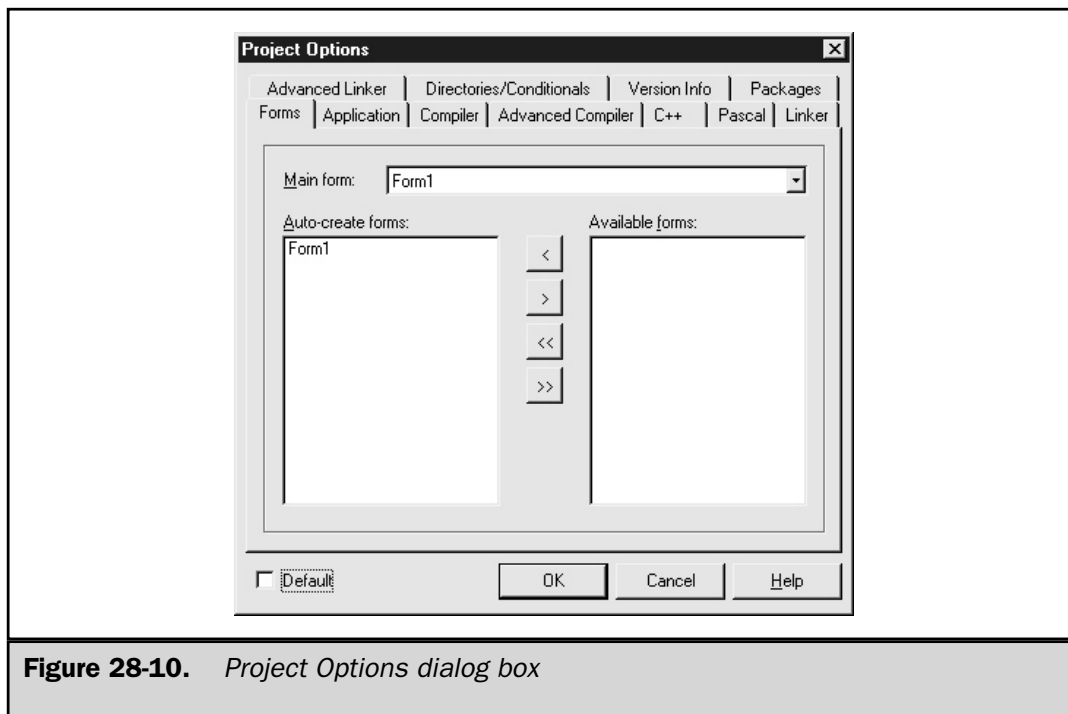 Project Options
Advanced Linker Directories/Conditionals Version Info Packages
Forms Application Compiler Advanced Compiler C++ Pascal Linker
Main form: Form1
Auto-create forms: Available forms:
Form1
<
>
<<
>>
Default OK Cancel Help
Figure 28-10. Project Options dialog box